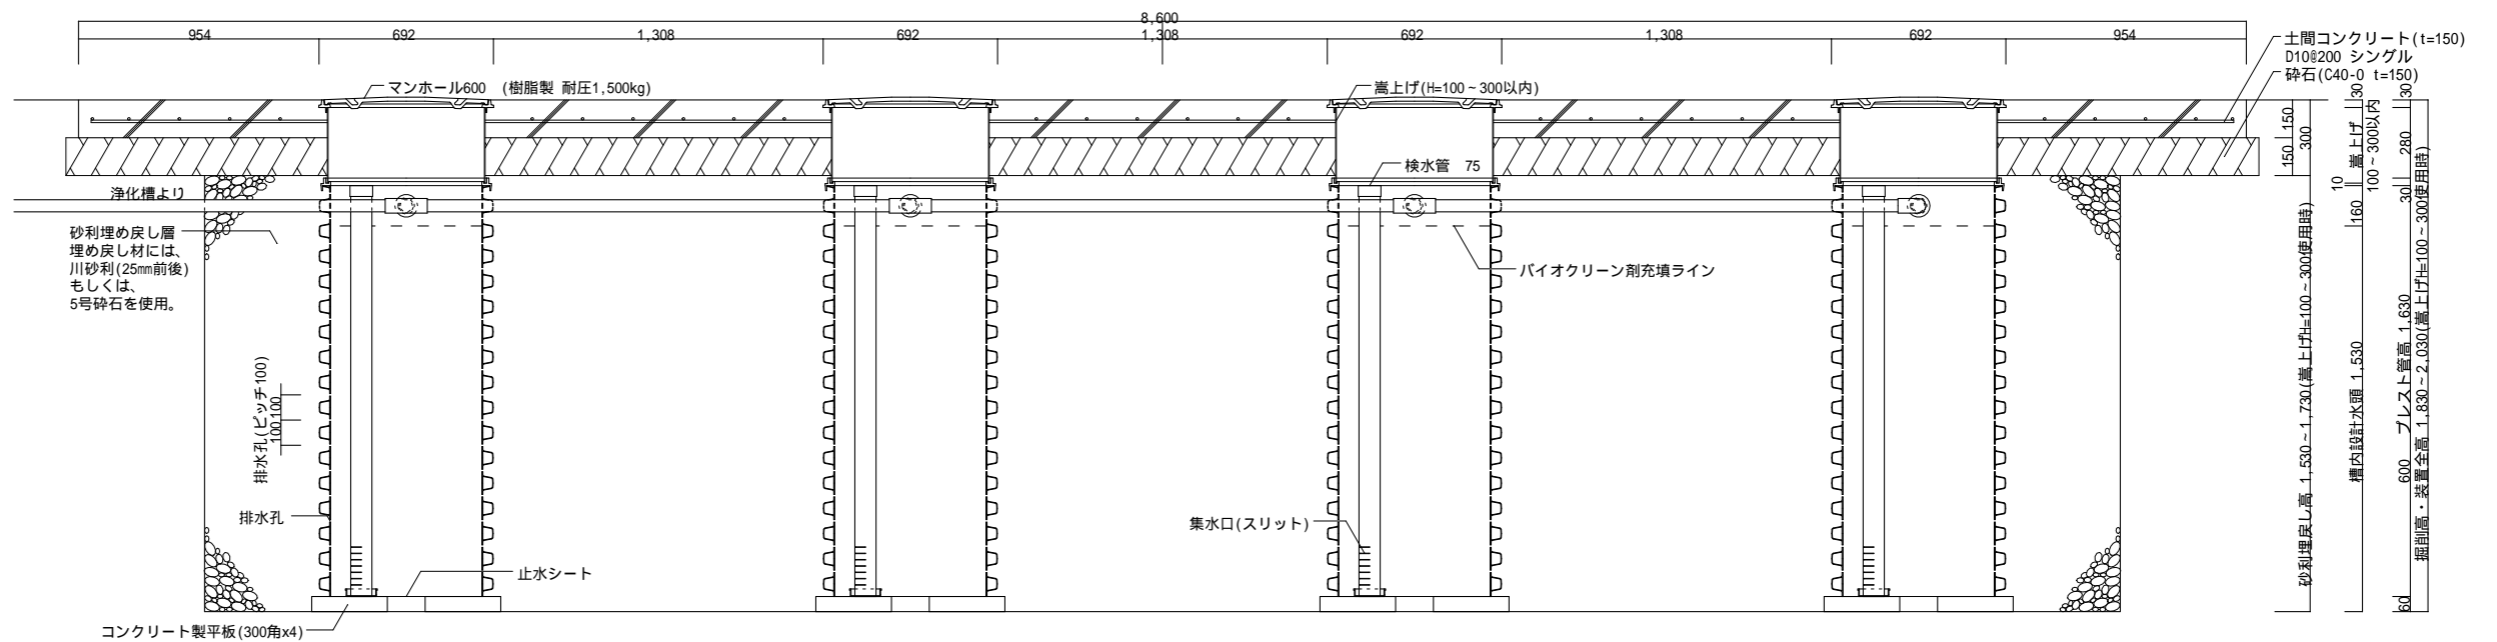 8,600
954
692
1,308
692
1,308
692
1,308
692
954
土間コンクリート(t=150)
D10@200 シングル
砕石(C40-0 t=150)
マンホール600 (樹脂製 耐圧1,500kg)
嵩上げ(H=100~300以内)
検水管 75
浄化槽より
砂利埋め戻し層
埋め戻し材には、
川砂利(25mm前後)
もしくは、
5号砕石を使用。
バイオクリーン剤充填ライン
排水孔(ピッチ100)
100
100
排水孔
集水口(スリット)
止水シート
コンクリート製平板(300角x4)
150
150
300
砂利埋戻し高 1,530~1,730(嵩上げH=100~300使用時)
30
嵩上げ
100~300以内
10
160
槽内設計水頭 1,530
30
280
30
プレスト管高 1,630
600
60
掘削高・装置全高 1,830~2,030(嵩上げH=100~300使用時)